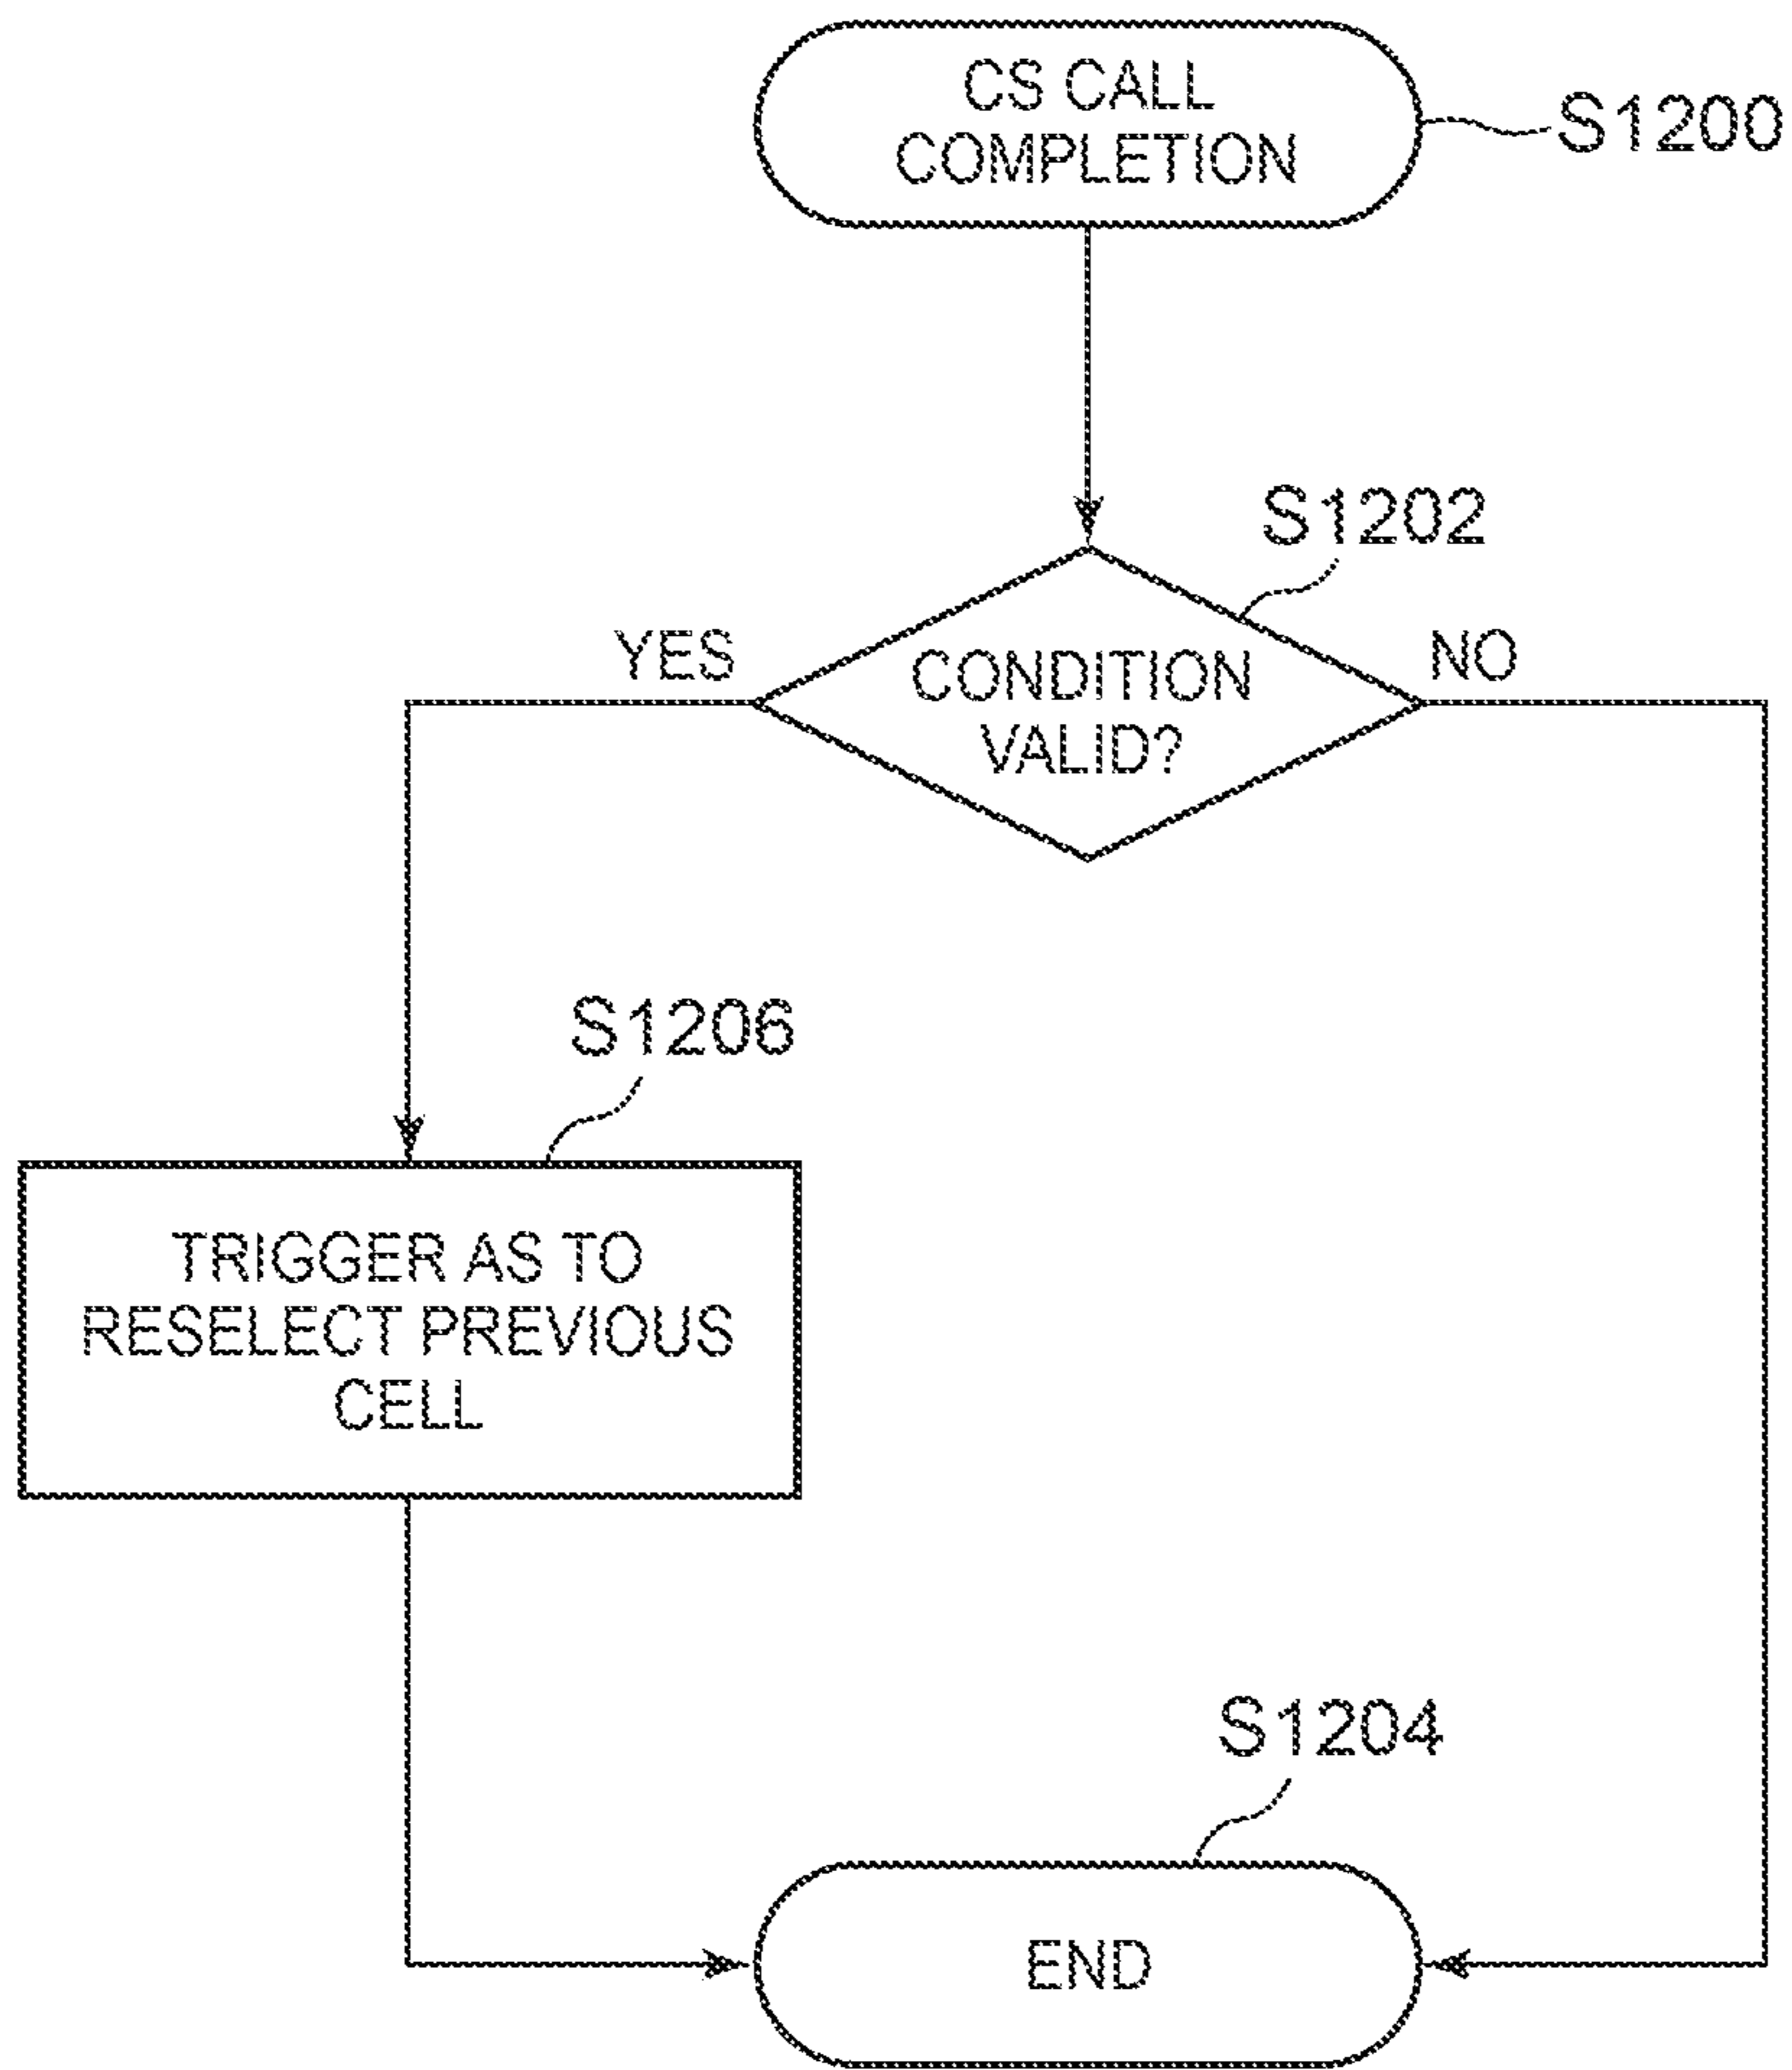 CS CALL
COMPLETION
S1200
S1202
YES
CONDITION
VALID?
NO
S1206
TRIGGER AS TO
RESELECT PREVIOUS
CELL
S1204
END